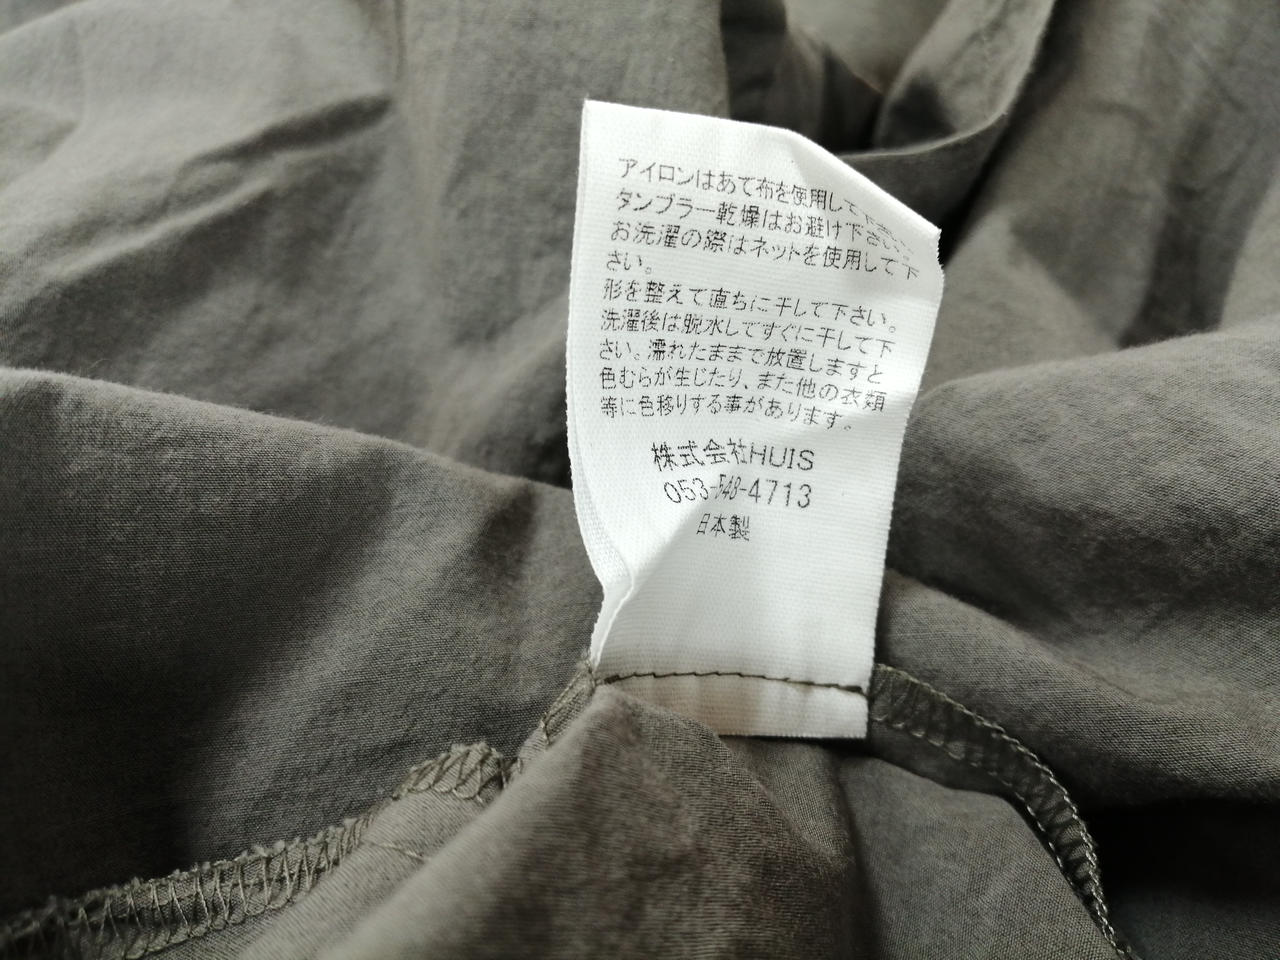 アイロンはあて布を使用して下さい。
タンブラー乾燥はお避け下さい。
お洗濯の際はネットを使用して下
さい。
形を整えて直ちに干して下さい。
洗濯後は脱水してすぐに干して下
さい。濡れたままで放置しますと
色むらが生じたり、また他の衣類
等に色移りする事があります。
株式会社HUIS
053-548-4713
日本製